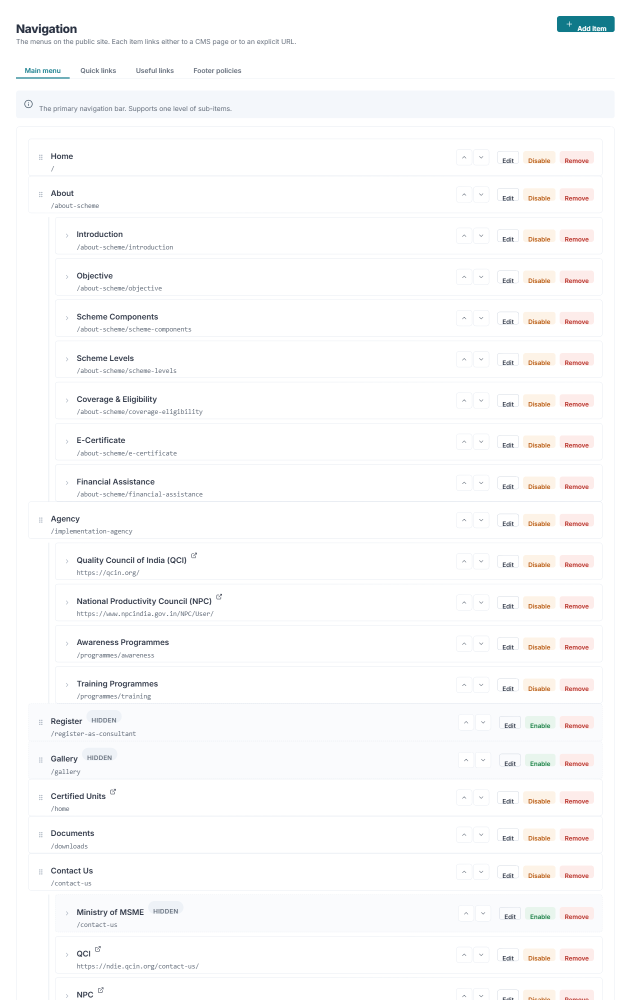 Navigation
Add item
The menus on the public site. Each item links either to a CMS page or to an explicit URL.
Main menu Quick links Useful links Footer policies
The primary navigation bar. Supports one level of sub-items.
Home
/
Edit Disable Remove
About
/about-scheme
Edit Disable Remove
Introduction
/about-scheme/introduction
Edit Disable Remove
Objective
/about-scheme/objective
Edit Disable Remove
Scheme Components
/about-scheme/scheme-components
Edit Disable Remove
Scheme Levels
/about-scheme/scheme-levels
Edit Disable Remove
Coverage & Eligibility
/about-scheme/coverage-eligibility
Edit Disable Remove
E-Certificate
/about-scheme/e-certificate
Edit Disable Remove
Financial Assistance
/about-scheme/financial-assistance
Edit Disable Remove
Agency
/implementation-agency
Edit Disable Remove
Quality Council of India (QCI)
https://qcin.org/
Edit Disable Remove
National Productivity Council (NPC)
https://www.npcindia.gov.in/NPC/User/
Edit Disable Remove
Awareness Programmes
/programmes/awareness
Edit Disable Remove
Training Programmes
/programmes/training
Edit Disable Remove
Register HIDDEN
/register-as-consultant
Edit Enable Remove
Gallery HIDDEN
/gallery
Edit Enable Remove
Certified Units
/home
Edit Disable Remove
Documents
/downloads
Edit Disable Remove
Contact Us
/contact-us
Edit Disable Remove
Ministry of MSME HIDDEN
/contact-us
Edit Enable Remove
QCI
https://ndie.qcin.org/contact-us/
Edit Disable Remove
NPC
Edit Disable Remove